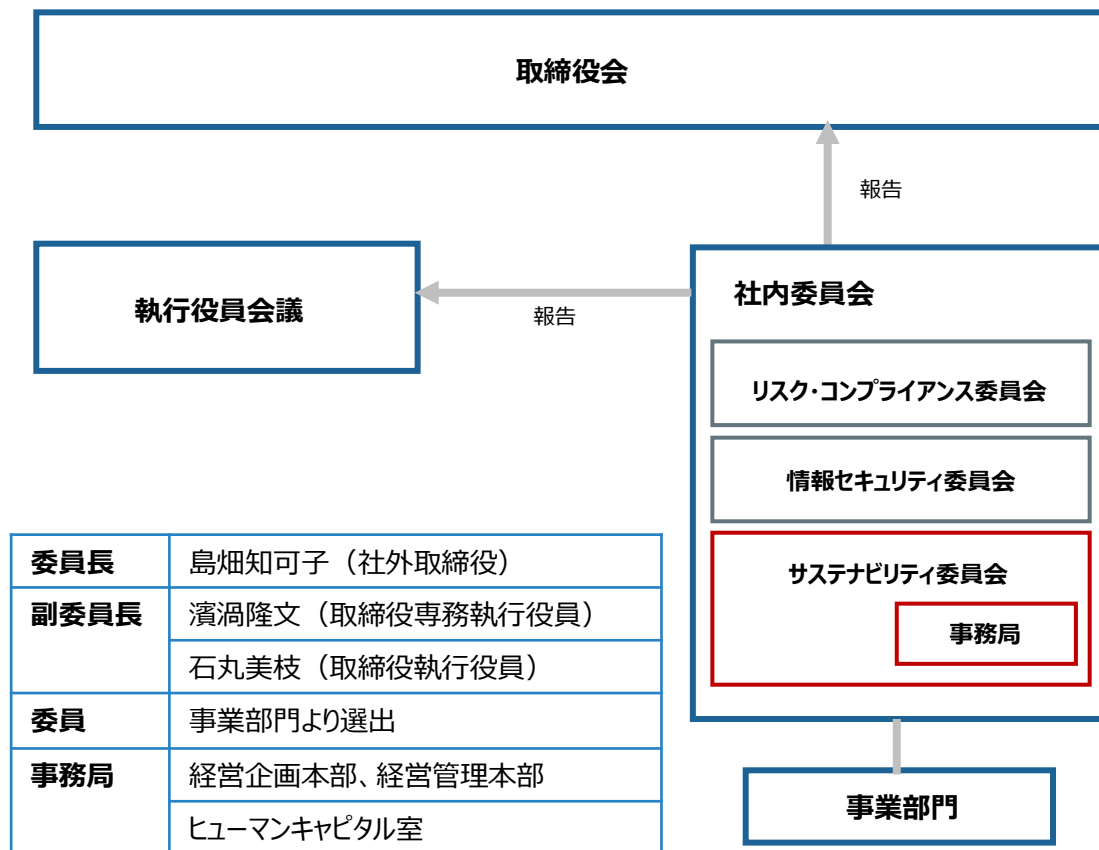 取締役会
報告
執行役員会議
報告
社内委員会
リスク・コンプライアンス委員会
情報セキュリティ委員会
サステナビリティ委員会
事務局
委員長 島畑知可子（社外取締役）
副委員長 濱渦隆文（取締役専務執行役員）
石丸美枝（取締役執行役員）
委員 事業部門より選出
事務局 経営企画本部、経営管理本部
ヒューマンキャピタル室
事業部門